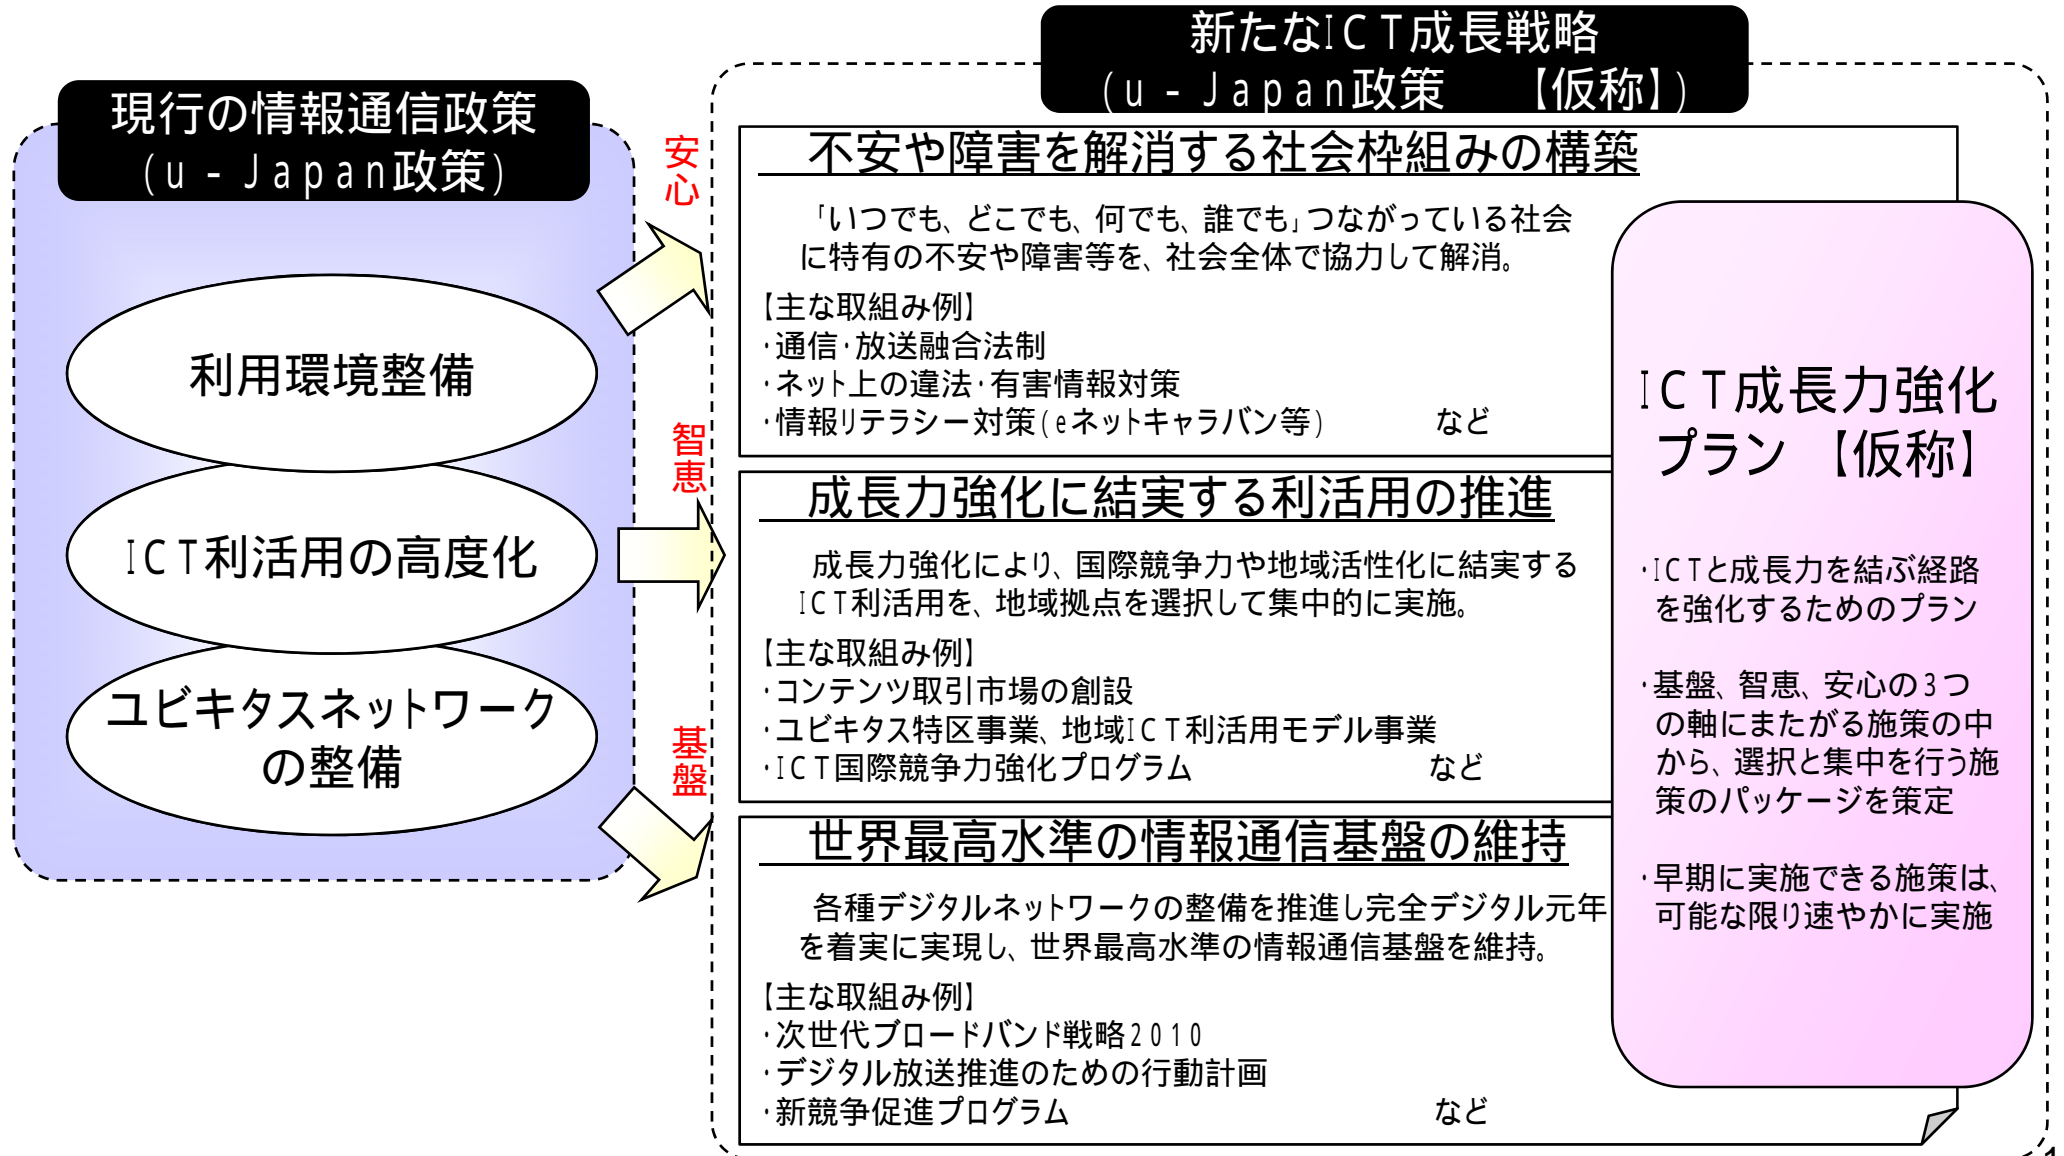 現行の情報通信政策
(u-Japan政策)
利用環境整備
ICT利活用の高度化
ユビキタスネットワーク
の整備
安心
智恵
基盤
新たなICT成長戦略
(u-Japan政策 【仮称】)
不安や障害を解消する社会枠組みの構築
「いつでも、どこでも、何でも、誰でも」つながっている社会
に特有の不安や障害等を、社会全体で協力して解消。
【主な取組み例】
・通信・放送融合法制
・ネット上の違法・有害情報対策
・情報リテラシー対策(eネットキャラバン等) など
成長力強化に結実する利活用の推進
成長力強化により、国際競争力や地域活性化に結実する
ICT利活用を、地域拠点を選択して集中的に実施。
【主な取組み例】
・コンテンツ取引市場の創設
・ユビキタス特区事業、地域ICT利活用モデル事業
・ICT国際競争力強化プログラム など
世界最高水準の情報通信基盤の維持
各種デジタルネットワークの整備を推進し完全デジタル元年
を着実に実現し、世界最高水準の情報通信基盤を維持。
【主な取組み例】
・次世代ブロードバンド戦略2010
・デジタル放送推進のための行動計画
・新競争促進プログラム など
ICT成長力強化
プラン 【仮称】
・ICTと成長力を結ぶ経路
を強化するためのプラン
・基盤、智恵、安心の3つ
の軸にまたがる施策の中
から、選択と集中を行う施
策のパッケージを策定
・早期に実施できる施策は、
可能な限り速やかに実施
1